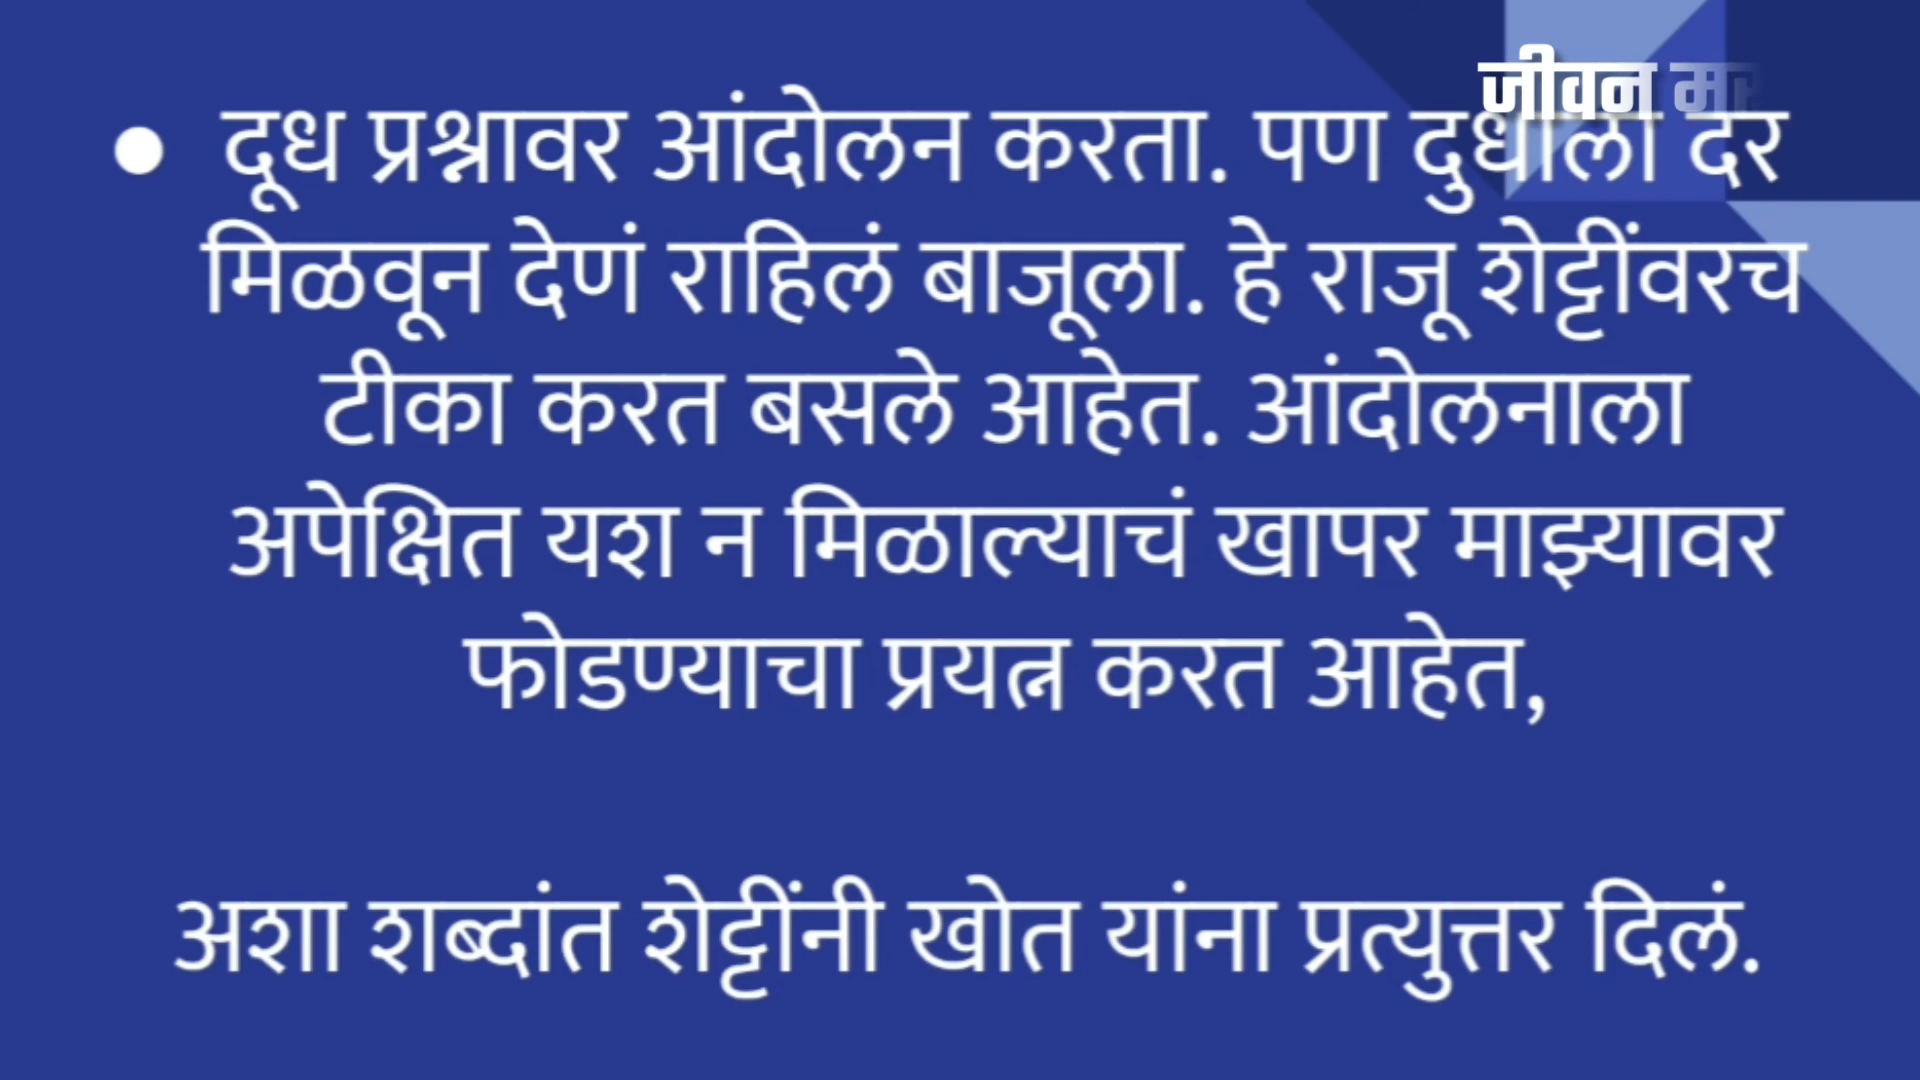 जीवन
• दूध प्रश्नावर आंदोलन करता. पण दुधाला दर
मिळवून देणं राहिलं बाजूला. हे राजू शेट्टींवरच
टीका करत बसले आहेत. आंदोलनाला
अपेक्षित यश न मिळाल्याचं खापर माझ्यावर
फोडण्याचा प्रयत्न करत आहेत,
अशा शब्दांत शेट्टींनी खोत यांना प्रत्युत्तर दिलं.